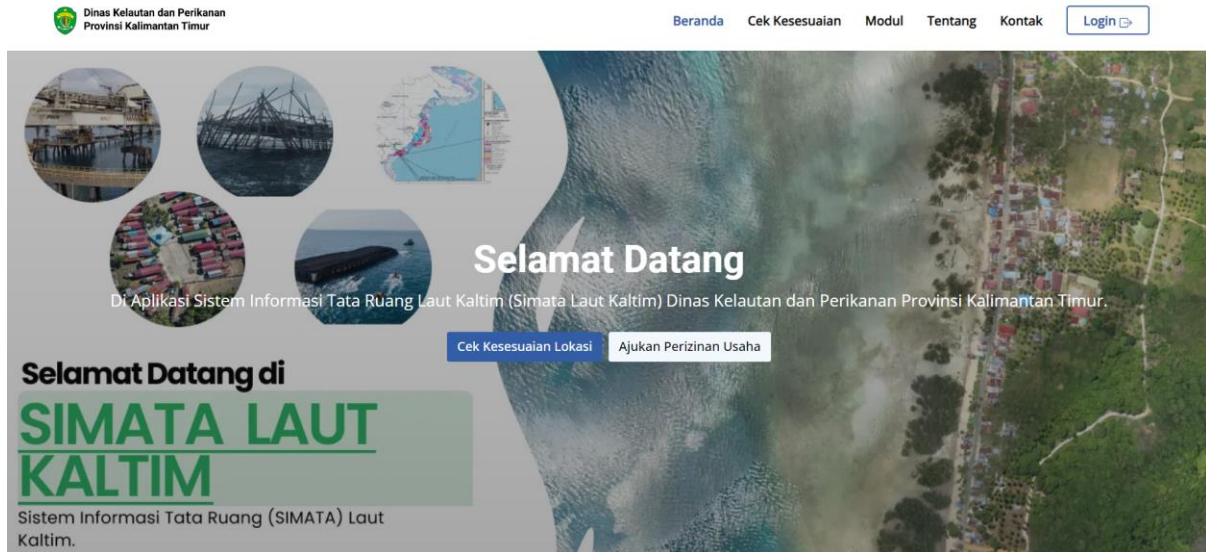 Dinas Kelautan dan Perikanan
Provinsi Kalimantan Timur
Beranda
Cek Kesesuaian
Modul
Tentang
Kontak
Login
Selamat Datang
Di Aplikasi Sistem Informasi Tata Ruang Laut Kaltim (Simata Laut Kaltim) Dinas Kelautan dan Perikanan Provinsi Kalimantan Timur.
Cek Kesesuaian Lokasi
Ajukan Perizinan Usaha
Selamat Datang di
SIMATA LAUT
KALTIM
Sistem Informasi Tata Ruang (SIMATA) Laut
Kaltim.